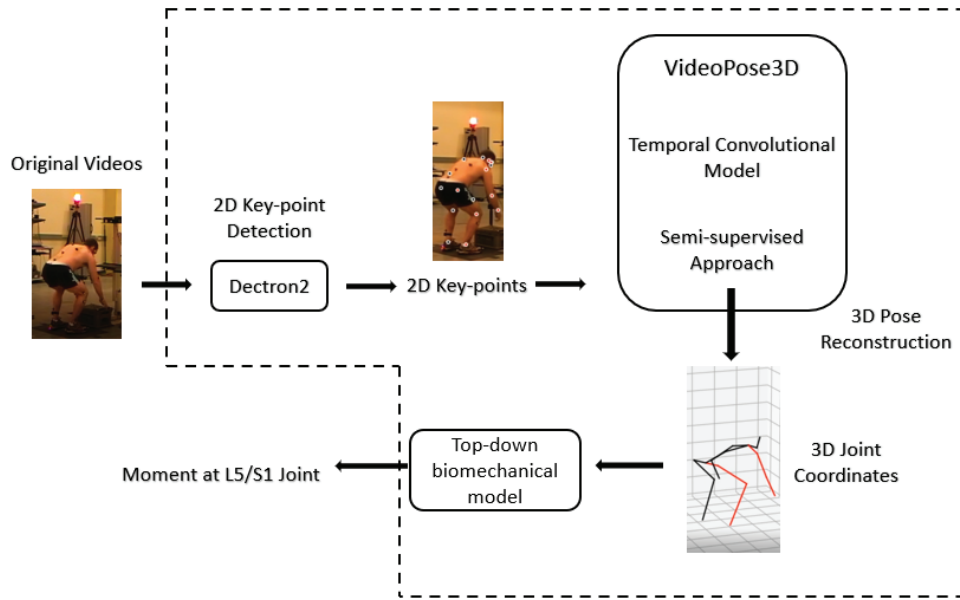 Original Videos
2D Key-point
Detection
Dectron2
2D Key-points
VideoPose3D
Temporal Convolutional
Model
Semi-supervised
Approach
3D Pose
Reconstruction
3D Joint
Coordinates
Top-down
biomechanical
model
Moment at L5/S1 Joint